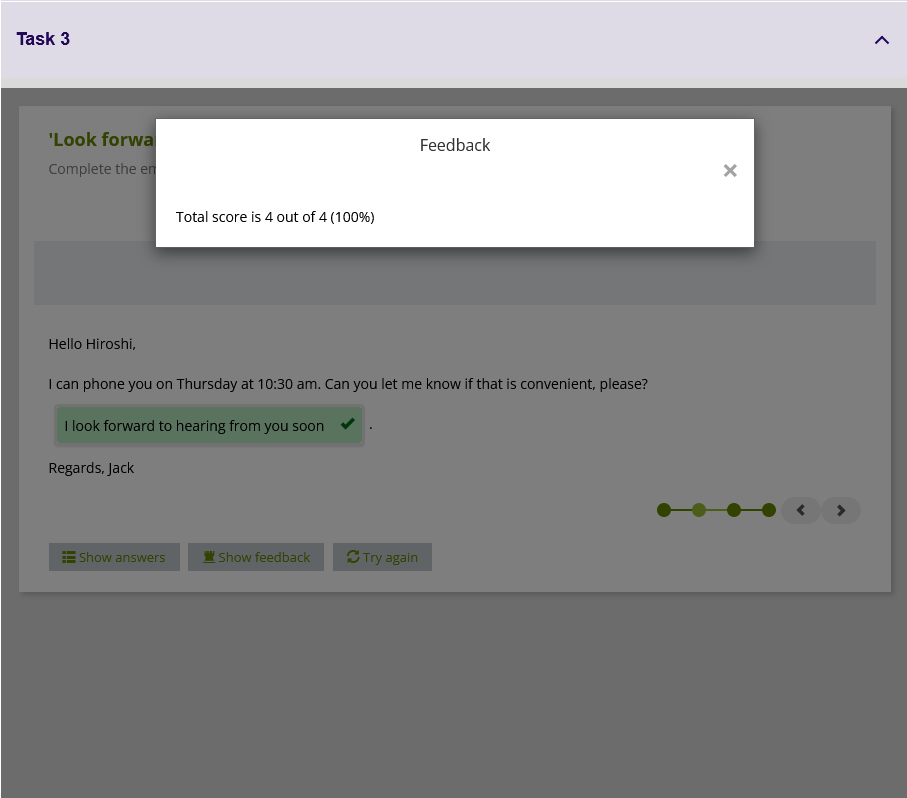 Task 3
'Look forwa
Complete the em
Feedback
Total score is 4 out of 4 (100%)
Hello Hiroshi,
I can phone you on Thursday at 10:30 am. Can you let me know if that is convenient, please?
I look forward to hearing from you soon .
Regards, Jack
Show answers Show feedback Try again